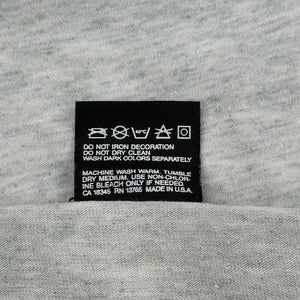 DO NOT IRON DECORATION
DO NOT DRY CLEAN
WASH DARK COLORS SEPARATELY
MACHINE WASH WARM. TUMBLE
DRY MEDIUM. USE NON-CHLOR-
INE BLEACH ONLY IF NEEDED.
CA 18345 RN 13765 MADE IN U.S.A.